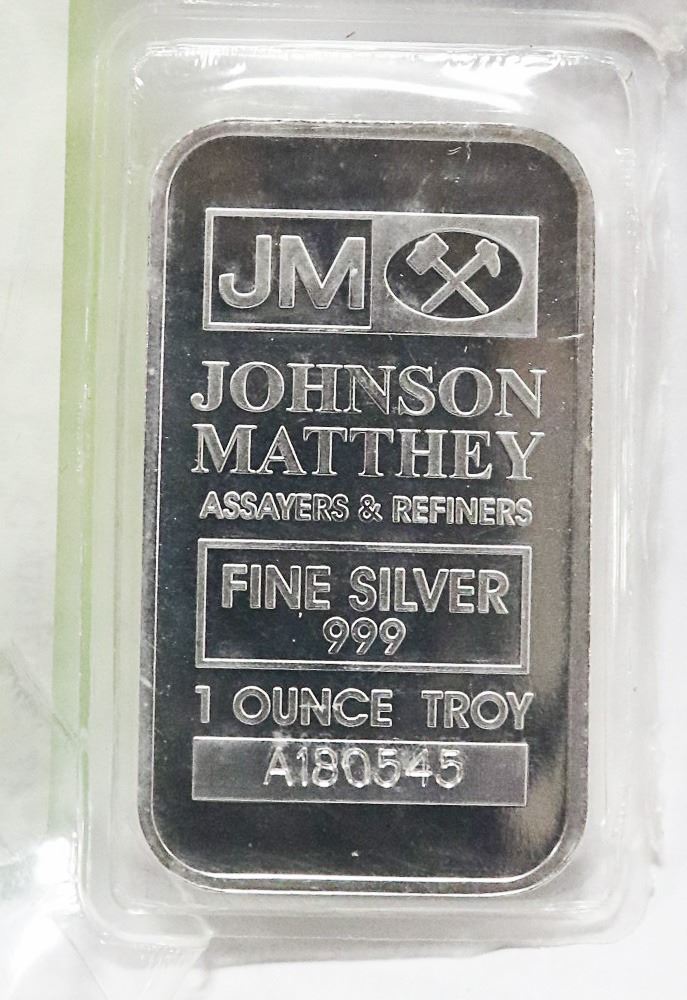 JM
JOHNSON
MATTHEY
ASSAYERS & REFINERS
FINE SILVER
999
1 OUNCE TROY
A180545